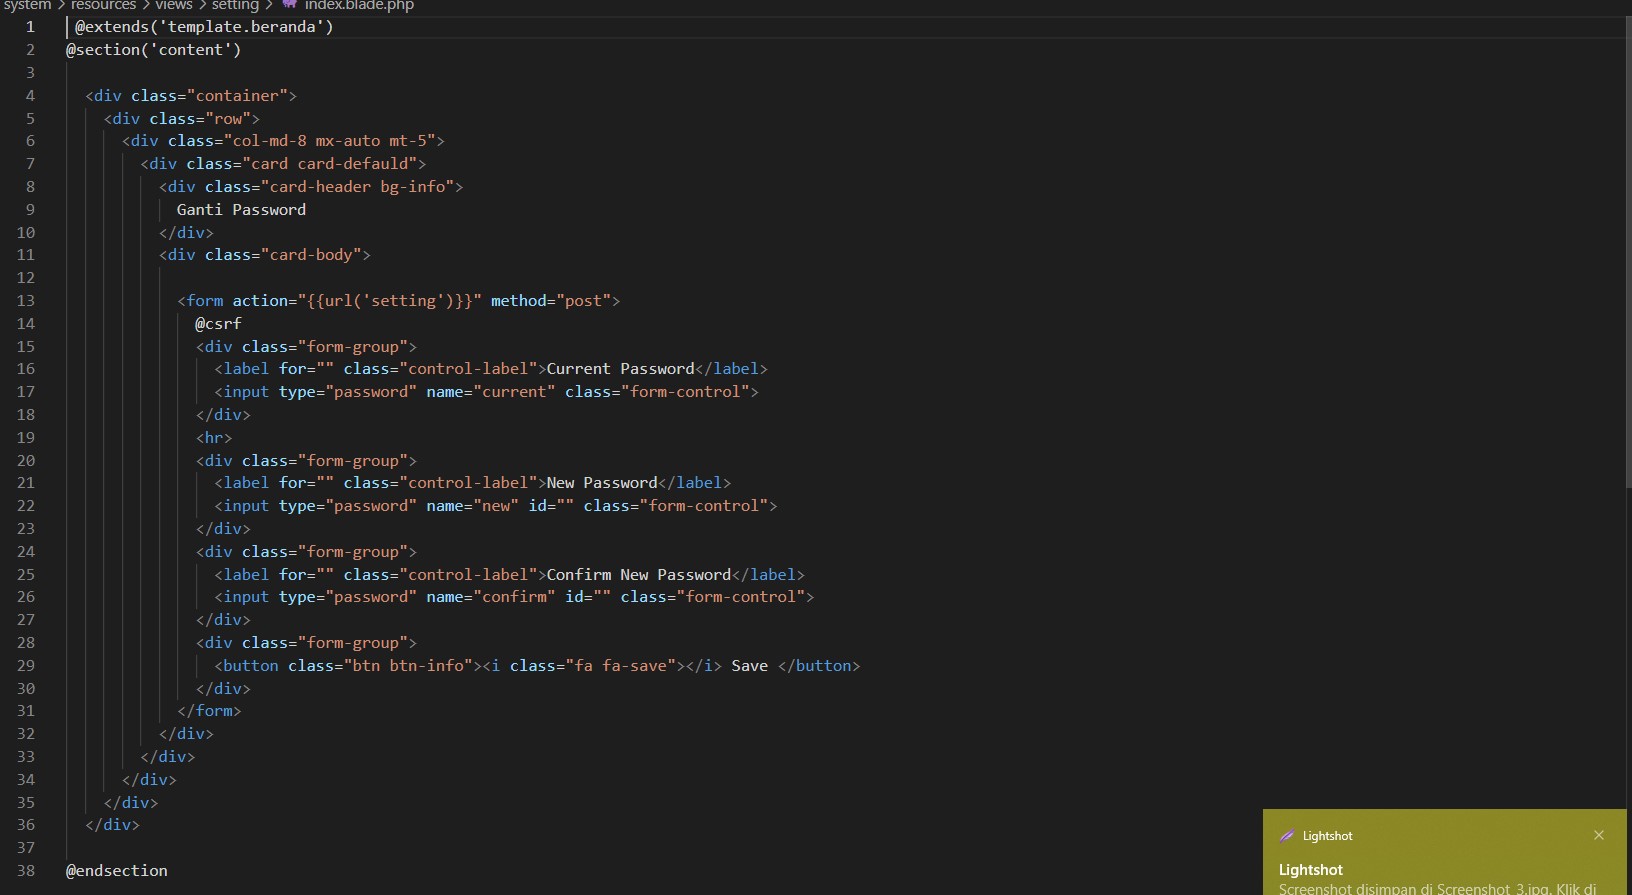 system > resources > views > setting > index.blade.php
1 @extends('template.beranda')
2 @section('content')
3
4 <div class="container">
5 <div class="row">
6 <div class="col-md-8 mx-auto mt-5">
7 <div class="card card-defauld">
8 <div class="card-header bg-info">
9 Ganti Password
10 </div>
11 <div class="card-body">
12
13 <form action="{{url('setting')}}" method="post">
14 @csrf
15 <div class="form-group">
16 <label for="" class="control-label">Current Password</label>
17 <input type="password" name="current" class="form-control">
18 </div>
19 <hr>
20 <div class="form-group">
21 <label for="" class="control-label">New Password</label>
22 <input type="password" name="new" id="" class="form-control">
23 </div>
24 <div class="form-group">
25 <label for="" class="control-label">Confirm New Password</label>
26 <input type="password" name="confirm" id="" class="form-control">
27 </div>
28 <div class="form-group">
29 <button class="btn btn-info"><i class="fa fa-save"></i> Save </button>
30 </div>
31 </form>
32 </div>
33 </div>
34 </div>
35 </div>
36 </div>
37
38 @endsection
Lightshot
Lightshot
Screenshot disimpan di Screenshot_3.jpg. Klik di